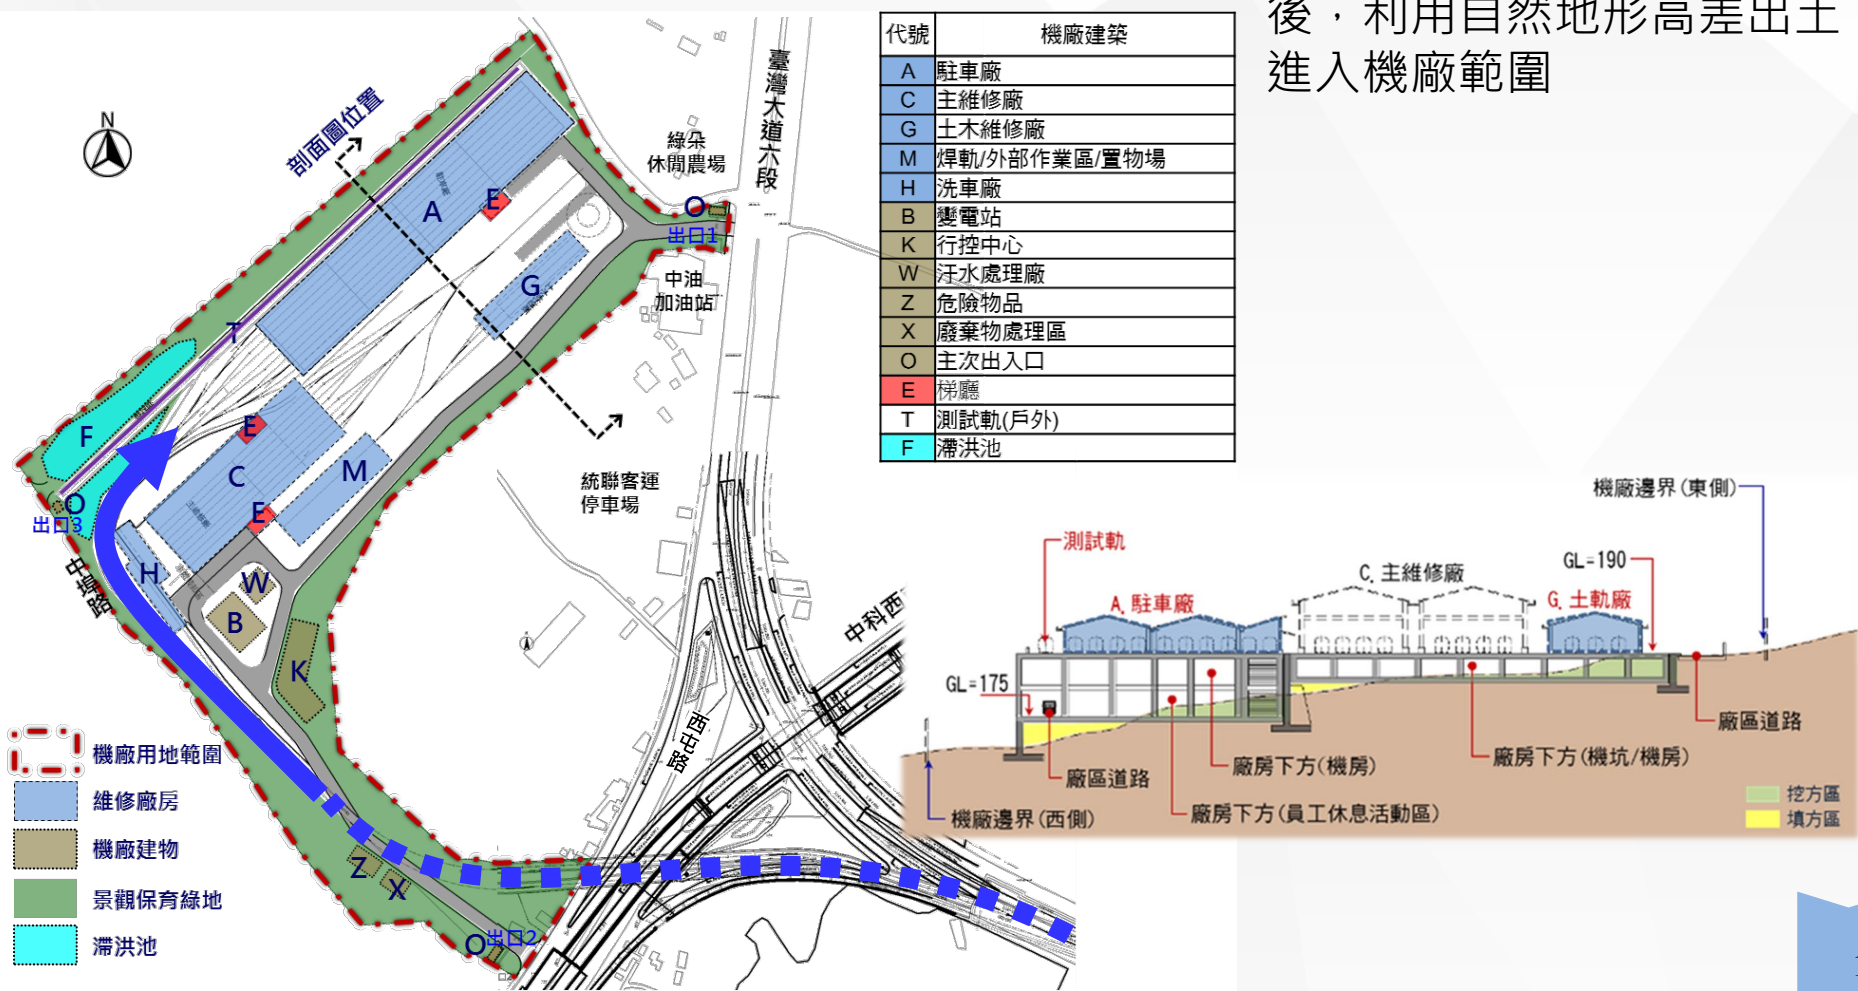 後，利用自然地形高差出土
進入機廠範圍
代號 機廠建築
A 駐車廠
C 主維修廠
G 土木維修廠
M 焊軌/外部作業區/置物場
H 洗車廠
B 變電站
K 行控中心
W 汙水處理廠
Z 危險物品
X 廢棄物處理區
O 主次出入口
E 梯廳
T 測試軌(戶外)
F 滯洪池
N
剖面圖位置
臺灣大道六段
綠朵
休閒農場
A
E
O
出口1
G
中油
加油站
T
F
E
C
M
統聯客運
停車場
E
O
出口3
中埠路
H
W
B
K
中科西
西屯路
Z
X
O
出口2
機廠用地範圍
維修廠房
機廠建物
景觀保育綠地
滯洪池
機廠邊界(東側)
測試軌
C. 主維修廠
GL=190
A. 駐車廠
G. 土軌廠
GL=175
廠區道路
廠房下方(機坑/機房)
廠房下方(機房)
廠區道路
廠房下方(員工休息活動區)
機廠邊界(西側)
挖方區
填方區